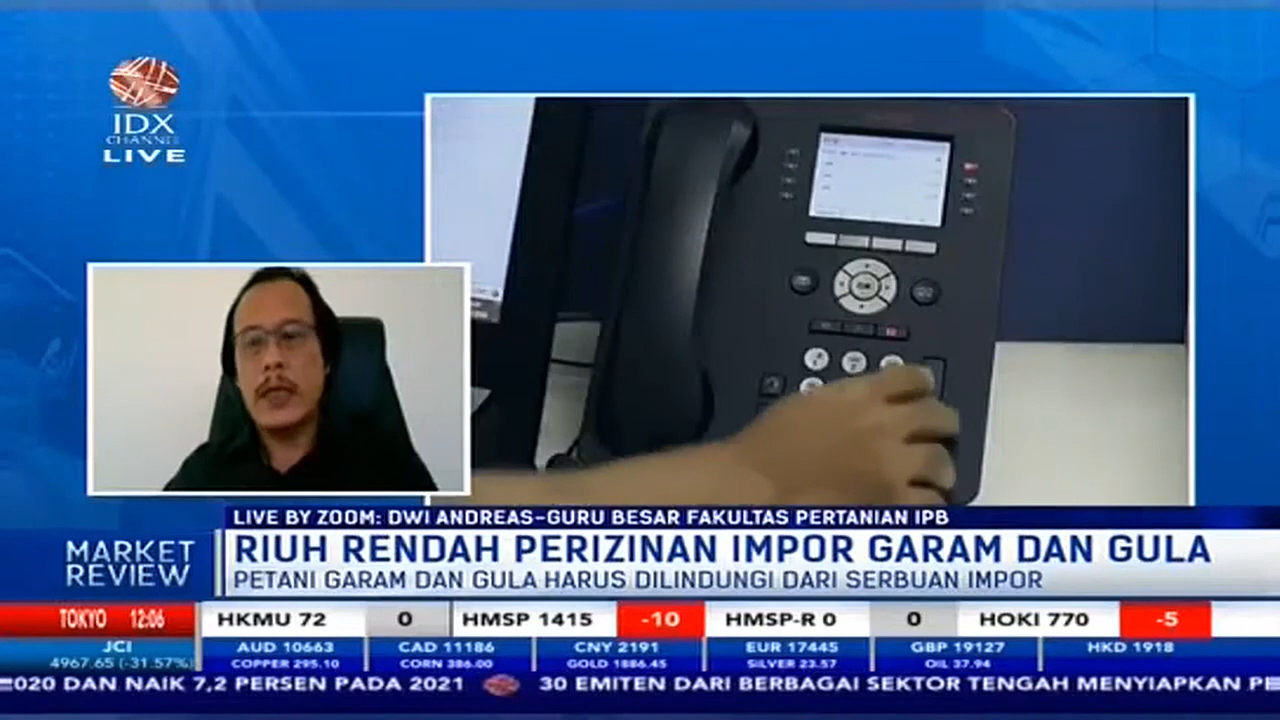 IDX
CHANNEL
LIVE
LIVE BY ZOOM: DWI ANDREAS-GURU BESAR FAKULTAS PERTANIAN IPB
MARKET
REVIEW
RIUH RENDAH PERIZINAN IMPOR GARAM DAN GULA
PETANI GARAM DAN GULA HARUS DILINDUNGI DARI SERBUAN IMPOR
TOKYO 12:06 HKMU 72 0 HMSP 1415 -10 HMSP-R 0 0 HOKI 770 -5
JCI AUD 10663 CAD 11186 CNY 2191 EUR 17445 GBP 19127 HKD 1918
4967.65 (-31.57%) COPPER 295.10 CORN 386.00 GOLD 1886.45 SILVER 23.57 OIL 37.94
020 DAN NAIK 7,2 PERSEN PADA 2021 30 EMITEN DARI BERBAGAI SEKTOR TENGAH MENYIAPKAN